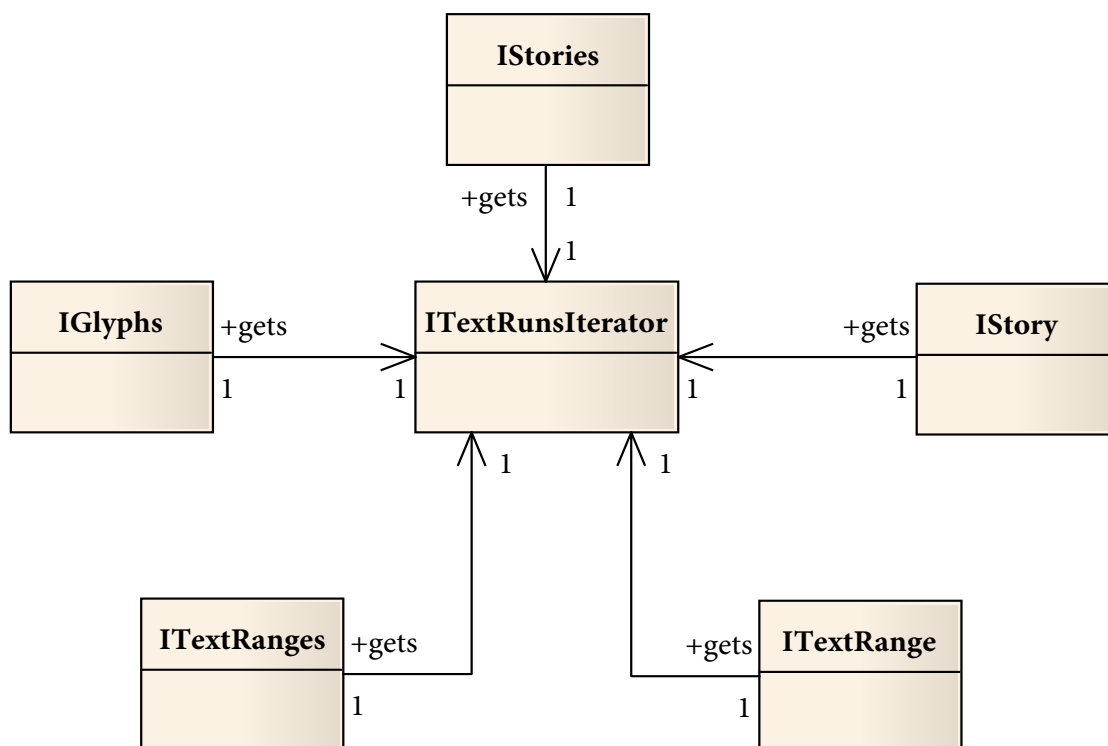 IStories
+gets 1
1
IGlyphs +gets ITextRunsIterator +gets IStory
1 1 1 1
1 1
ITextRanges +gets +gets ITextRange
1 1